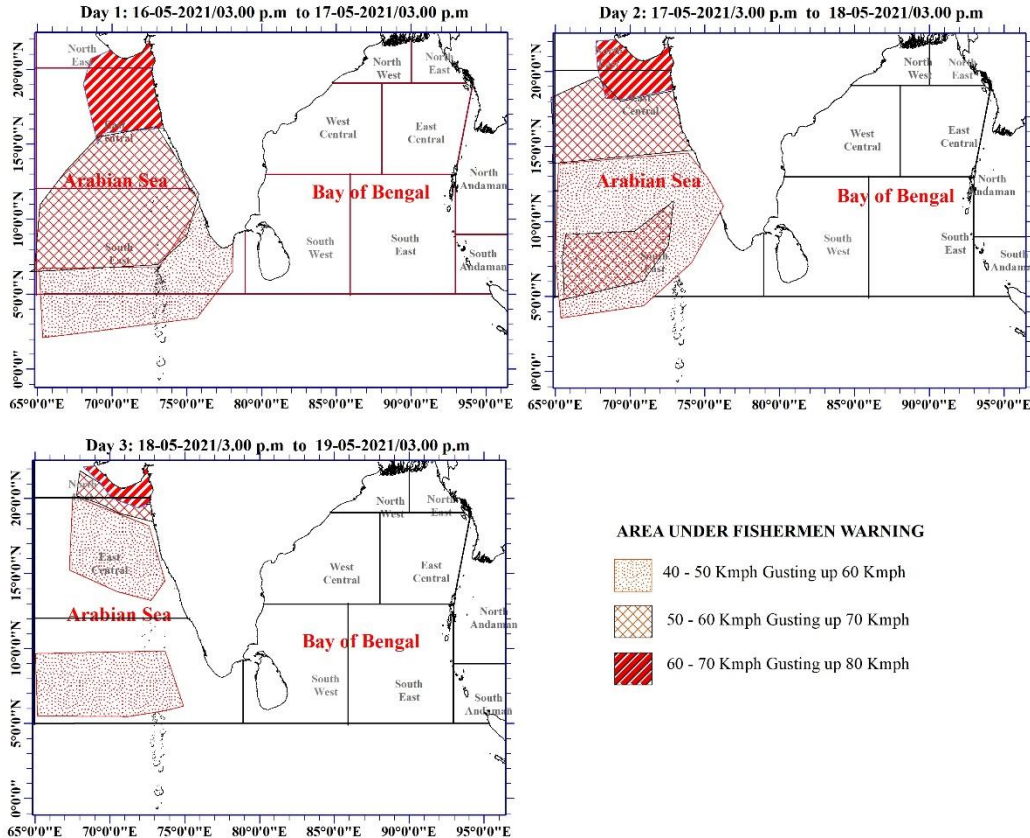 Day 1: 16-05-2021/03.00 p.m to 17-05-2021/03.00 p.m
North East
North West
North East
West Central
East Central
East Central
North Andaman
Arabian Sea
Bay of Bengal
South East
South West
South East
South Andaman
20°0'0"N
15°0'0"N
10°0'0"N
5°0'0"N
0°0'0"
65°0'0"E 70°0'0"E 75°0'0"E 80°0'0"E 85°0'0"E 90°0'0"E 95°0'0"E
Day 2: 17-05-2021/3.00 p.m to 18-05-2021/03.00 p.m
North West
North East
East Central
West Central
East Central
North Andaman
Arabian Sea
Bay of Bengal
South East
South West
South East
South Andaman
20°0'0"N
15°0'0"N
10°0'0"N
5°0'0"N
0°0'0"
65°0'0"E 70°0'0"E 75°0'0"E 80°0'0"E 85°0'0"E 90°0'0"E 95°0'0"E
Day 3: 18-05-2021/3.00 p.m to 19-05-2021/03.00 p.m
North
North West
North East
East Central
West Central
East Central
North Andaman
Arabian Sea
Bay of Bengal
South West
South East
South Andaman
20°0'0"N
15°0'0"N
10°0'0"N
5°0'0"N
0°0'0"
65°0'0"E 70°0'0"E 75°0'0"E 80°0'0"E 85°0'0"E 90°0'0"E 95°0'0"E
AREA UNDER FISHERMEN WARNING
40 - 50 Kmph Gusting up 60 Kmph
50 - 60 Kmph Gusting up 70 Kmph
60 - 70 Kmph Gusting up 80 Kmph